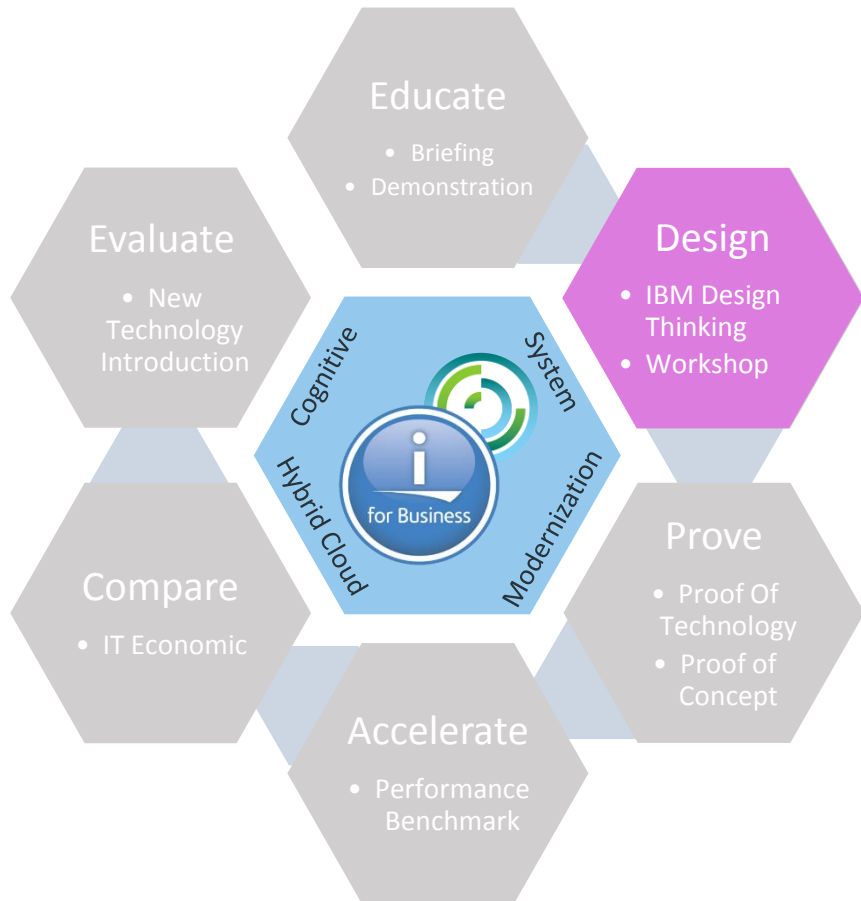 Educate
• Briefing
• Demonstration
Design
• IBM Design
Thinking
• Workshop
Prove
• Proof Of
Technology
• Proof of
Concept
Accelerate
• Performance
Benchmark
Compare
• IT Economic
Evaluate
• New
Technology
Introduction
Cognitive
System
Hybrid Cloud
Modernization
i
for Business